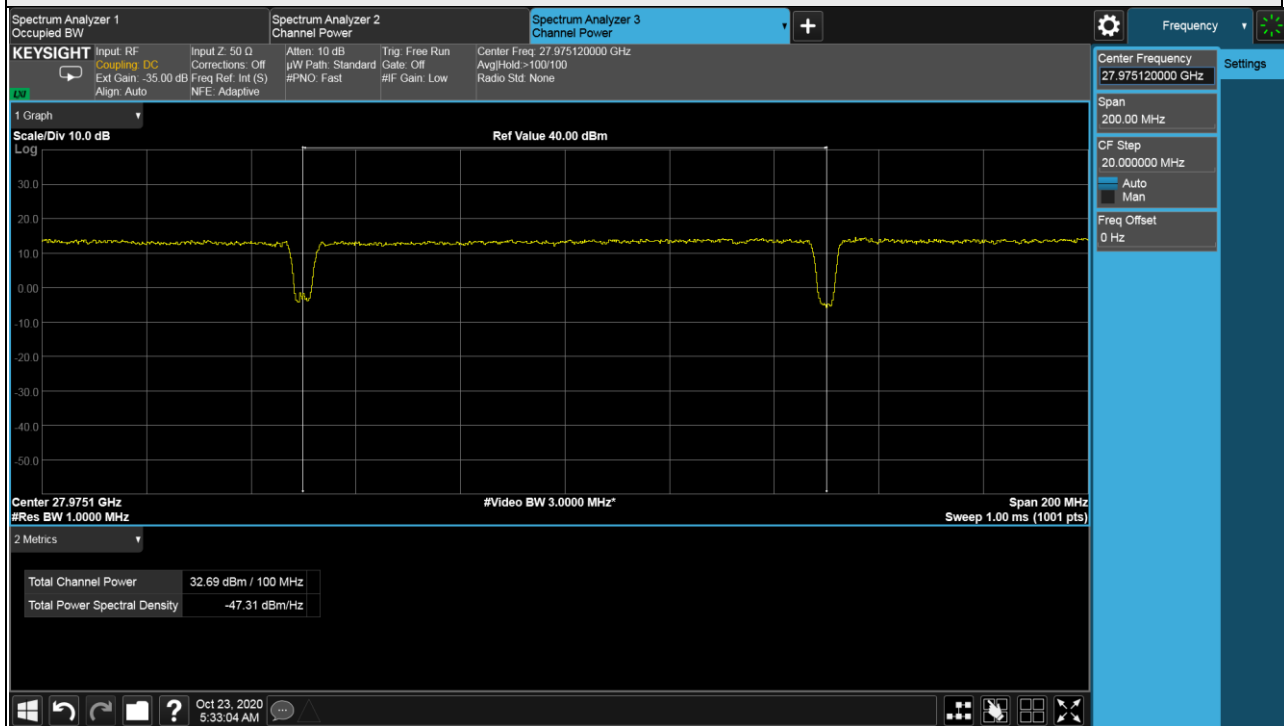 Spectrum Analyzer 1
Occupied BW
Spectrum Analyzer 2
Channel Power
Spectrum Analyzer 3
Channel Power
Frequency
KEYSIGHT
LXI
Input: RF
Coupling: DC
Ext Gain: -35.00 dB
Align: Auto
Input Z: 50 Ω
Corrections: Off
Freq Ref: Int (S)
NFE: Adaptive
Atten: 10 dB
µW Path: Standard
#PNO: Fast
Trig: Free Run
Gate: Off
#IF Gain: Low
Center Freq: 27.975120000 GHz
Avg|Hold:>100/100
Radio Std: None
Center Frequency
27.975120000 GHz
Settings
Span
200.00 MHz
CF Step
20.000000 MHz
Auto
Man
Freq Offset
0 Hz
1 Graph
Scale/Div 10.0 dB
Ref Value 40.00 dBm
Log
30.0
20.0
10.0
0.00
-10.0
-20.0
-30.0
-40.0
-50.0
Center 27.9751 GHz
#Video BW 3.0000 MHz*
Span 200 MHz
#Res BW 1.0000 MHz
Sweep 1.00 ms (1001 pts)
2 Metrics
Total Channel Power 32.69 dBm / 100 MHz
Total Power Spectral Density -47.31 dBm/Hz
?
Oct 23, 2020
5:33:04 AM